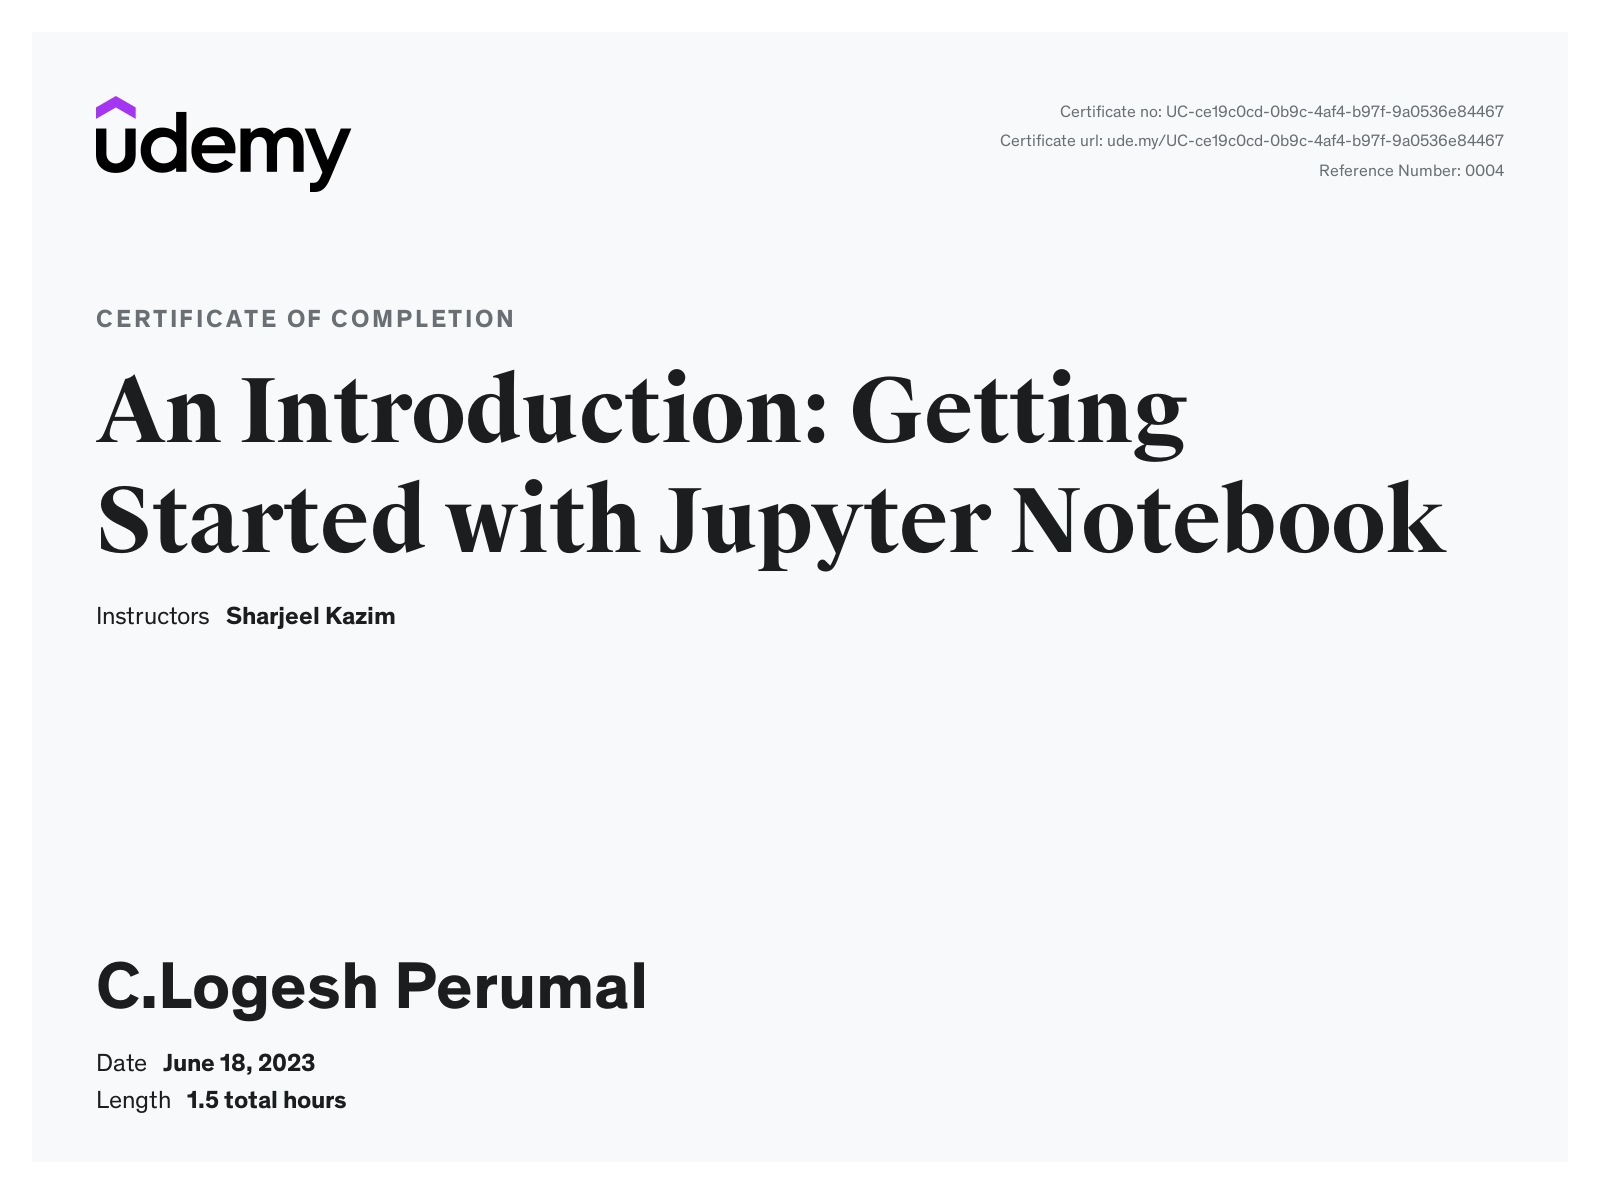 udemy
Certificate no: UC-ce19c0cd-0b9c-4af4-b97f-9a0536e84467
Certificate url: ude.my/UC-ce19c0cd-0b9c-4af4-b97f-9a0536e84467
Reference Number: 0004
CERTIFICATE OF COMPLETION
An Introduction: Getting
Started with Jupyter Notebook
Instructors Sharjeel Kazim
C.Logesh Perumal
Date June 18, 2023
Length 1.5 total hours